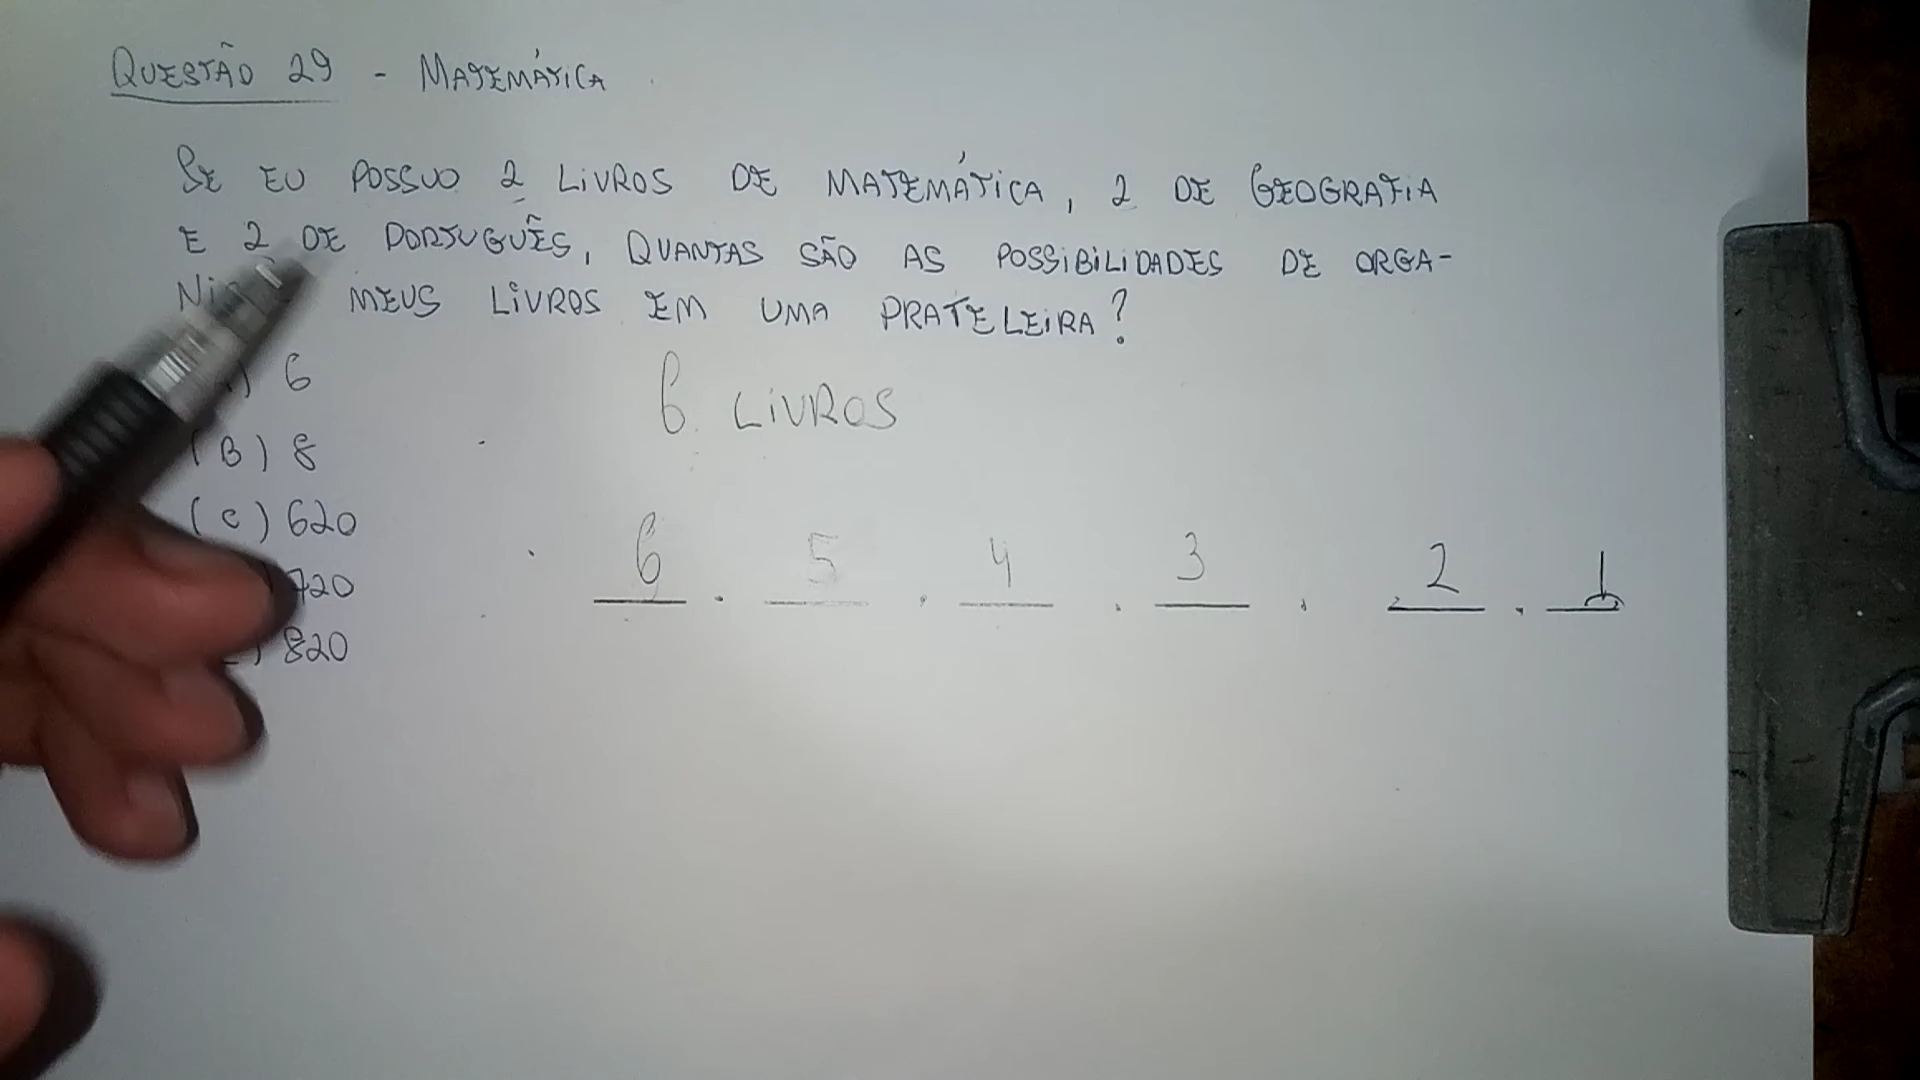 QUESTÃO 29 - MATEMÁTICA
SE EU POSSUO 2 LIVROS DE MATEMÁTICA, 2 DE GEOGRAFIA
E 2 DE PORTUGUÊS, QUANTAS SÃO AS POSSIBILIDADES DE ORGA-
MEUS LIVROS EM UMA PRATELEIRA?
) 6
(B) 8
(C) 620
720
) 820
6 LIVROS
6 . 5 . 4 . 3 . 2 . 1